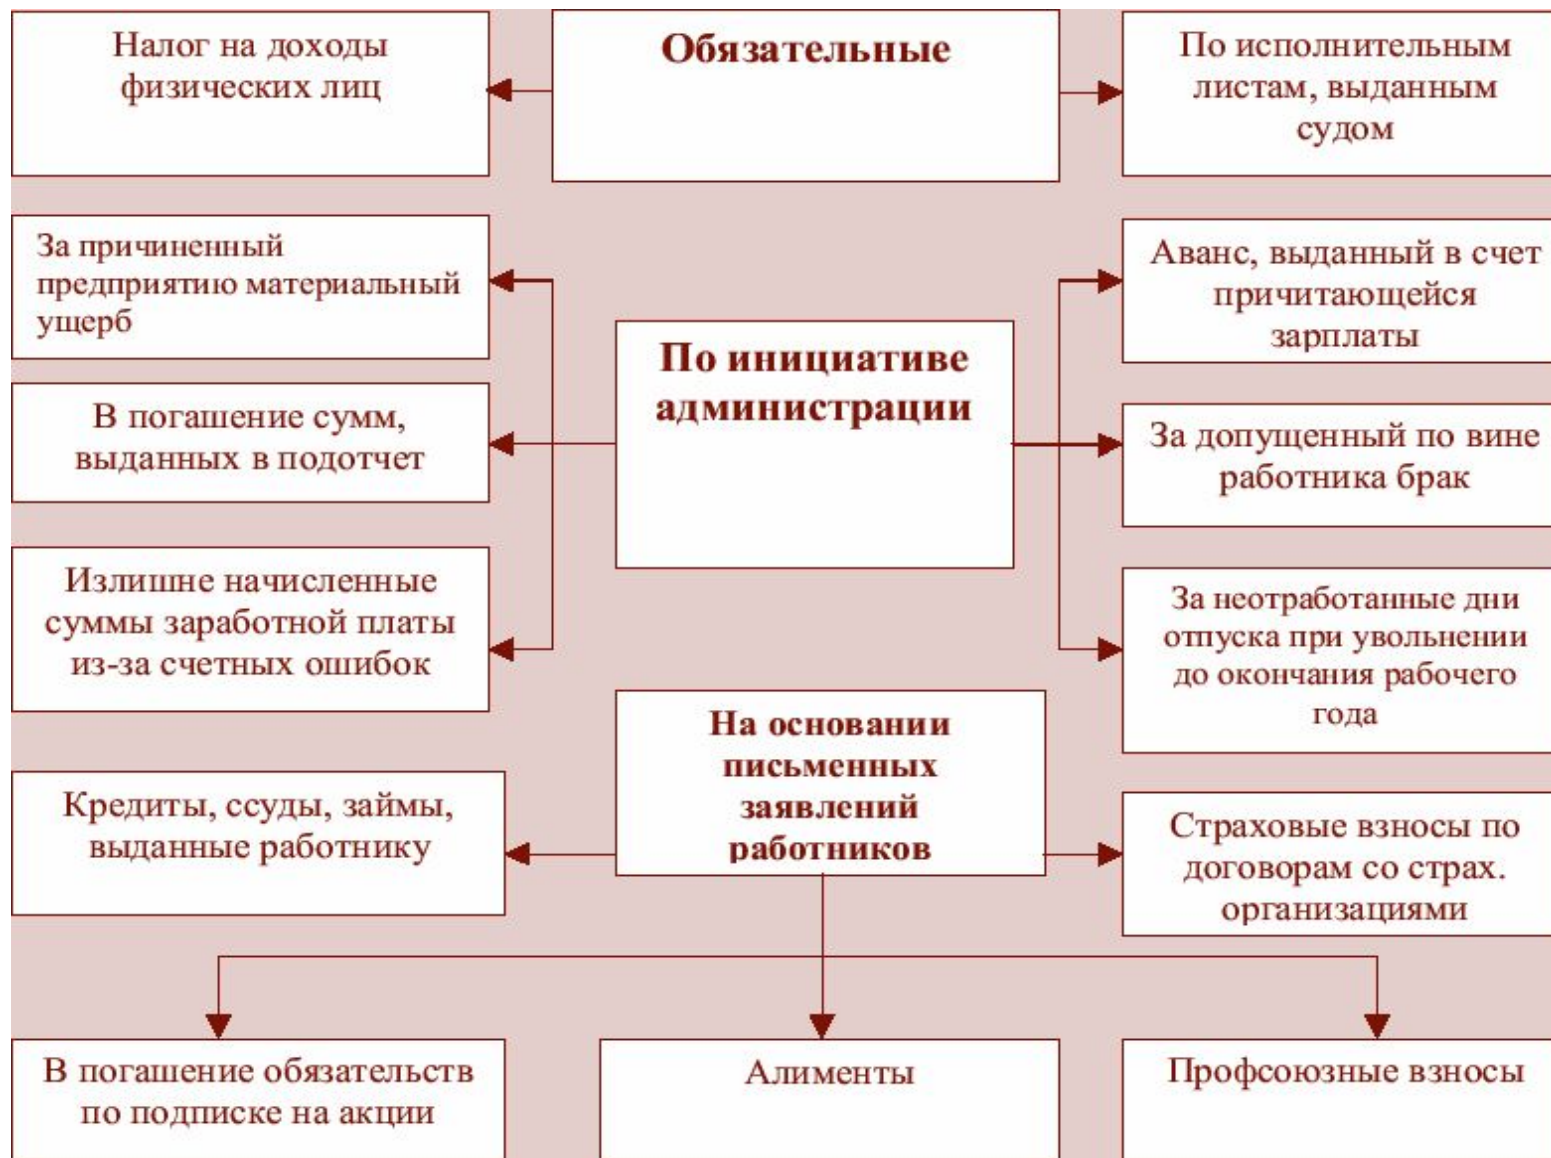 Налог на доходы
физических лиц
Обязательные
По исполнительным
листам, выданным
судом
За причиненный
предприятию материальный
ущерб
Аванс, выданный в счет
причитающейся
зарплаты
По инициативе
администрации
В погашение сумм,
выданных в подотчет
За допущенный по вине
работника брак
Излишне начисленные
суммы заработной платы
из-за счетных ошибок
За неотработанные дни
отпуска при увольнении
до окончания рабочего
года
На основании
письменных
заявлений
работников
Кредиты, ссуды, займы,
выданные работнику
Страховые взносы по
договорам со страх.
организациями
В погашение обязательств
по подписке на акции
Алименты
Профсоюзные взносы